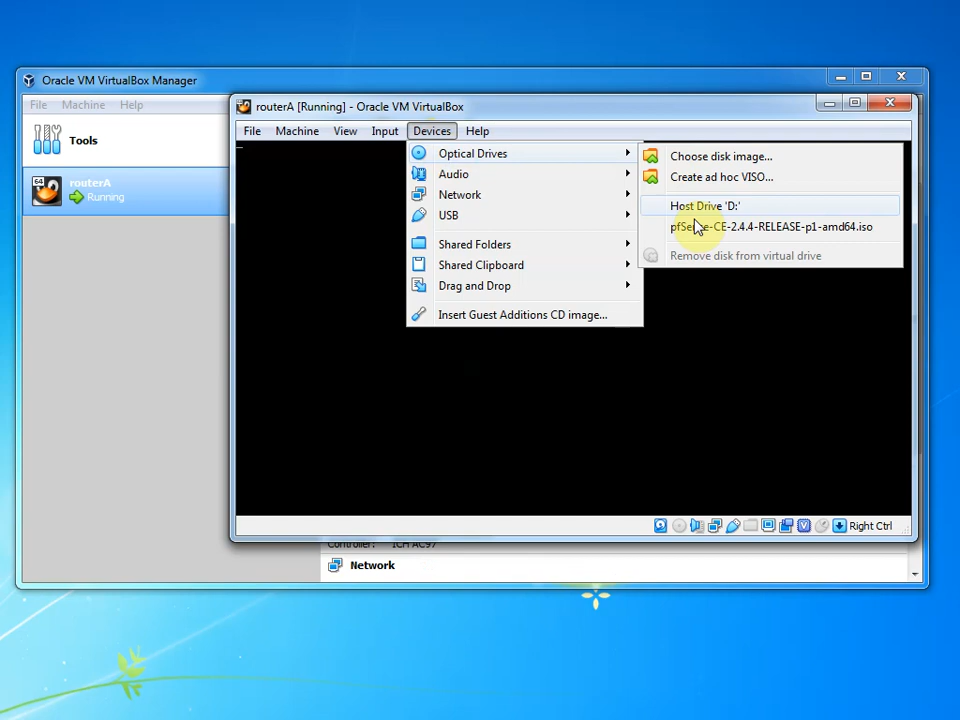 Oracle VM VirtualBox Manager
File Machine Help
Tools
64
routerA
Running
routerA [Running] - Oracle VM VirtualBox
File Machine View Input Devices Help
Optical Drives
Audio
Network
USB
Shared Folders
Shared Clipboard
Drag and Drop
Insert Guest Additions CD image...
Choose disk image...
Create ad hoc VISO...
Host Drive 'D:'
pfSense-CE-2.4.4-RELEASE-p1-amd64.iso
Remove disk from virtual drive
Right Ctrl
Controller: ICH AC97
Network